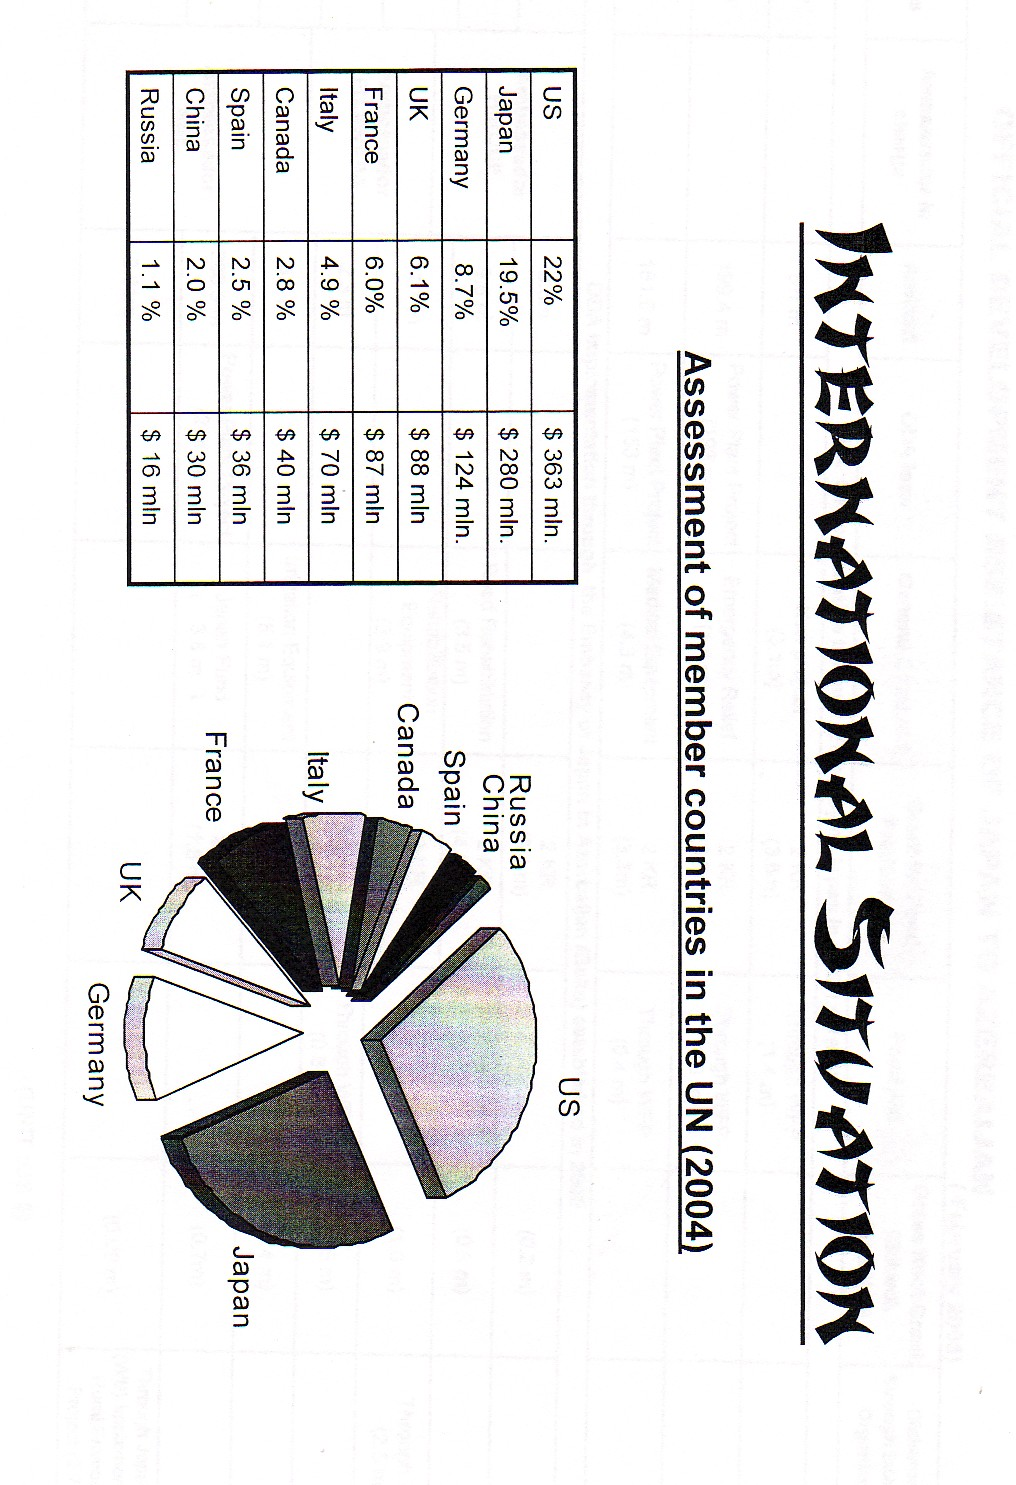 INTERNATIONAL SITUATION
Assessment of member countries in the UN (2004)
US 22% $ 363 mln.
Japan 19.5% $ 280 mln.
Germany 8.7% $ 124 mln.
UK 6.1% $ 88 mln
France 6.0% $ 87 mln
Italy 4.9 % $ 70 mln
Canada 2.8 % $ 40 mln
Spain 2.5 % $ 36 mln
China 2.0 % $ 30 mln
Russia 1.1 % $ 16 mln
Russia
China
Spain
Canada
Italy
France
UK
Germany
Japan
US